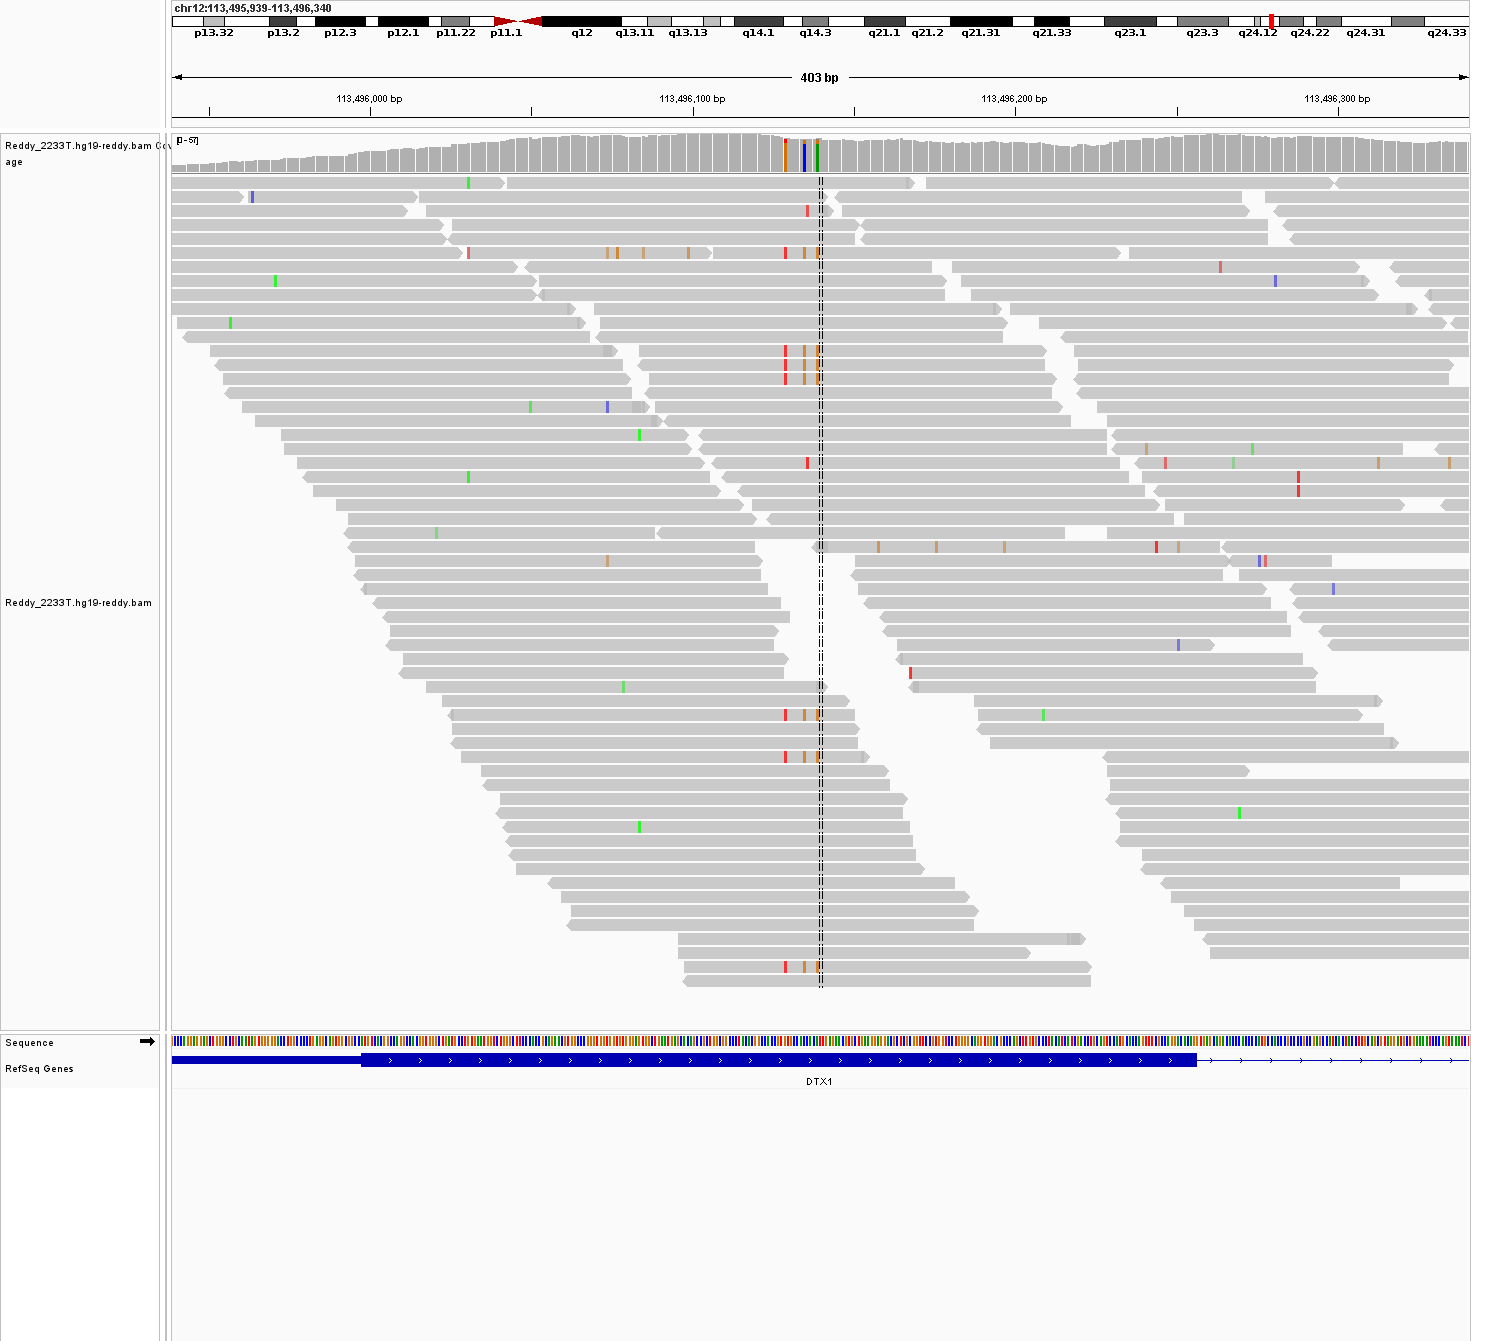 chr12:113,495,939-113,496,340
p13.32 p13.2 p12.3 p12.1 p11.22 p11.1 q12 q13.11 q13.13 q14.1 q14.3 q21.1 q21.2 q21.31 q21.33 q23.1 q23.3 q24.12 q24.22 q24.31 q24.33
403 bp
113,496,000 bp 113,496,100 bp 113,496,200 bp 113,496,300 bp
[0 - 57]
Reddy_2233T.hg19-reddy.bam Cov
age
Reddy_2233T.hg19-reddy.bam
Sequence
RefSeq Genes
DTX1